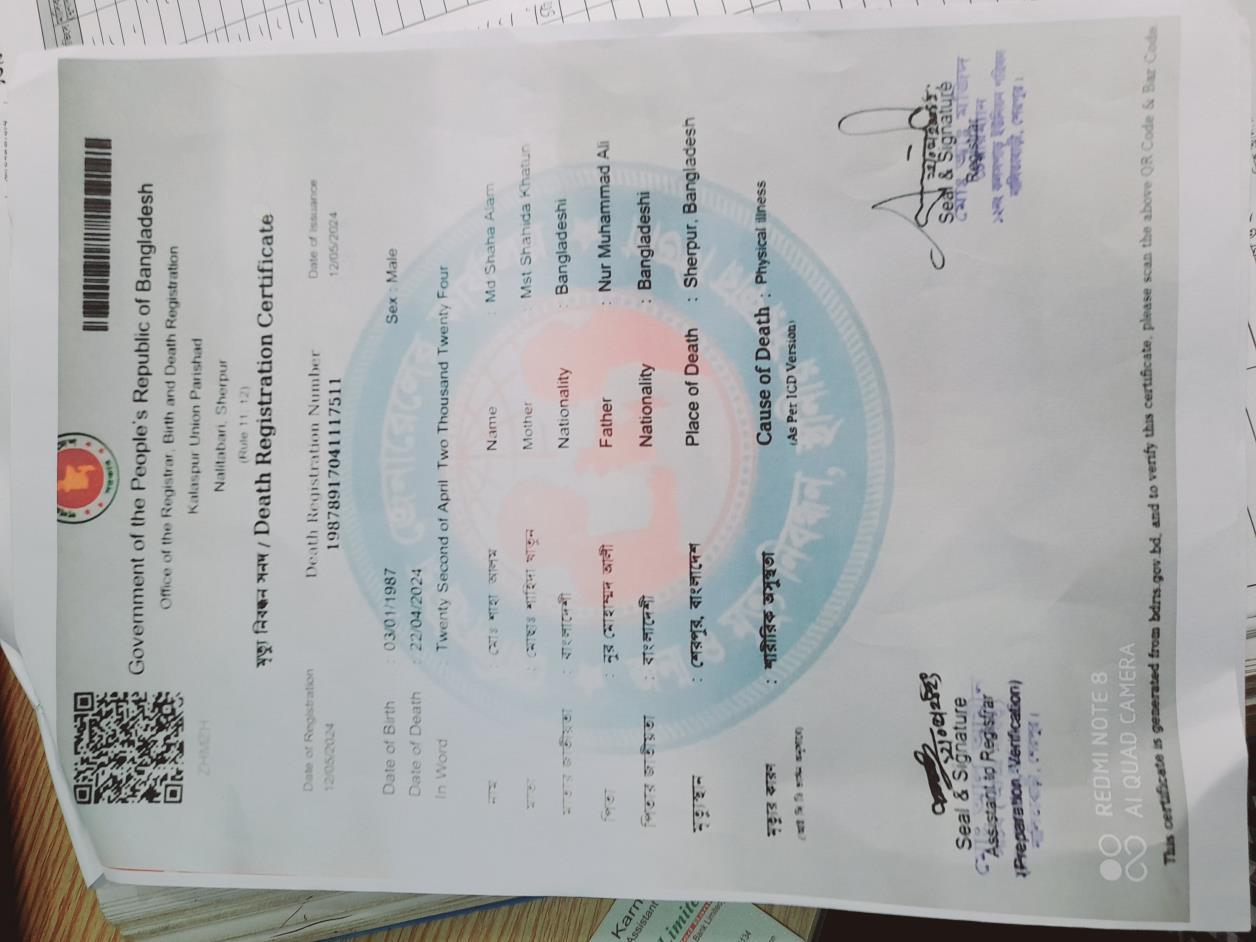 Government of the People's Republic of Bangladesh
Office of the Registrar, Birth and Death Registration
Kalaspur Union Parishad
Nalitabari, Sherpur
(Rule 11, 12)
মৃত্যু নিবন্ধন সনদ / Death Registration Certificate
ZHMZH
Date of Registration Death Registration Number Date of Issuance
12/05/2024 19878917041117511 12/05/2024
Date of Birth : 03/01/1987 Sex : Male
Date of Death : 22/04/2024
In Word Twenty Second of April Two Thousand Twenty Four
নাম : মোঃ শাহা আলম Name : Md Shaha Alam
মাতা : মোছাঃ শাহিদা খাতুন Mother : Mst Shahida Khatun
মাতার জাতীয়তা : বাংলাদেশী Nationality : Bangladeshi
পিতা : নুর মোহাম্মদ আলী Father : Nur Muhammad Ali
পিতার জাতীয়তা : বাংলাদেশী Nationality : Bangladeshi
মৃত্যুস্থান : শেরপুর, বাংলাদেশ Place of Death : Sherpur, Bangladesh
মৃত্যুর কারন : শারীরিক অসুস্থতা Cause of Death : Physical illness
(As Per ICD Version)
Seal & Signature
Assistant to Registrar
(Preparation, Verification)
Seal & Signature
Registrar
This certificate is generated from bdris.gov.bd, and to verify this certificate, please scan the above QR Code & Bar Code
REDMI NOTE 8
AI QUAD CAMERA
Assistant
Bank Limited